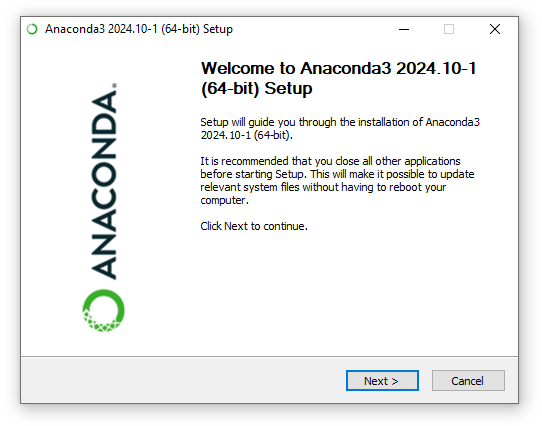 Anaconda3 2024.10-1 (64-bit) Setup
ANACONDA.
Welcome to Anaconda3 2024.10-1
(64-bit) Setup
Setup will guide you through the installation of Anaconda3
2024.10-1 (64-bit).
It is recommended that you close all other applications
before starting Setup. This will make it possible to update
relevant system files without having to reboot your
computer.
Click Next to continue.
Next >
Cancel